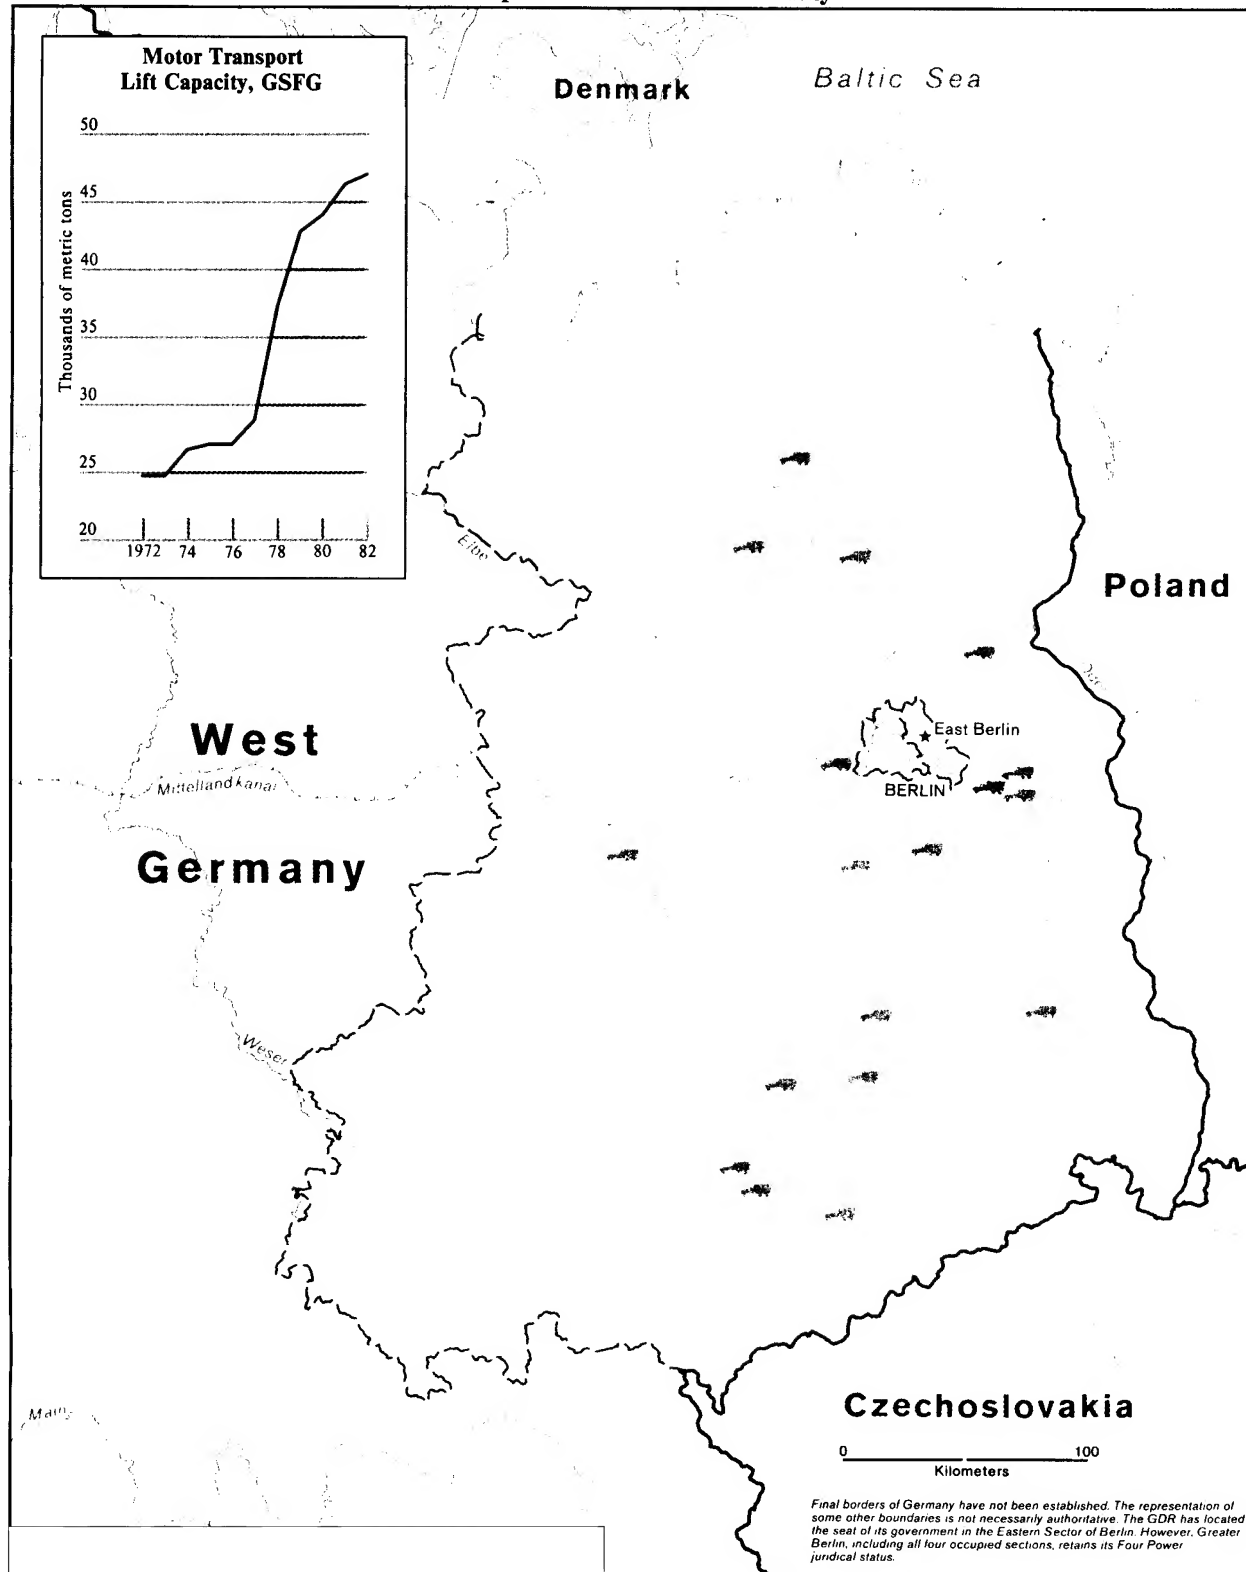 Motor Transport
Lift Capacity, GSFG
Thousands of metric tons
50
45
40
35
30
25
20
1972 74 76 78 80 82
Denmark
Baltic Sea
Elbe
Poland
West
Germany
Mittellandkanal
East Berlin
BERLIN
Weser
Main
Czechoslovakia
0 100
Kilometers
Final borders of Germany have not been established. The representation of
some other boundaries is not necessarily authoritative. The GDR has located
the seat of its government in the Eastern Sector of Berlin. However, Greater
Berlin, including all four occupied sections, retains its Four Power
juridical status.